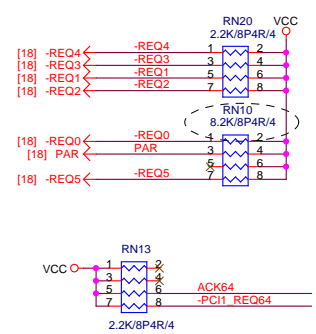 RN20 VCC
2.2K/8P4R/4
[18] -REQ4 -REQ4 1 2
[18] -REQ3 -REQ3 3 4
[18] -REQ1 -REQ1 5 6
[18] -REQ2 -REQ2 7 8
RN10
8.2K/8P4R/4
[18] -REQ0 -REQ0 1 2
[18] PAR PAR 3 4
5 6
[18] -REQ5 -REQ5 7 8
RN13
VCC 1 2
3 4
5 6 ACK64
7 8 -PCI1_REQ64
2.2K/8P4R/4